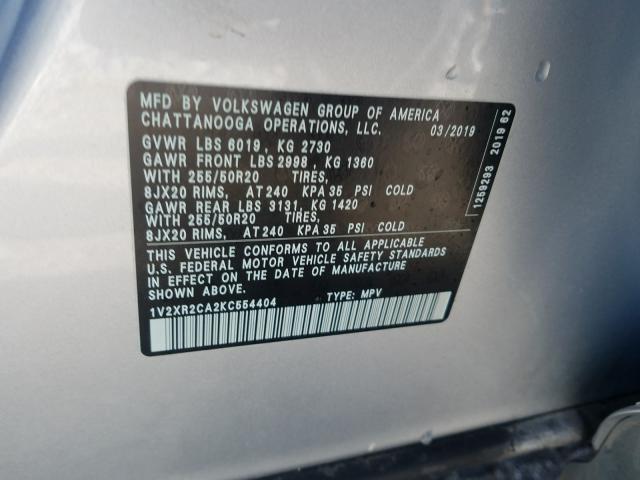 MFD BY VOLKSWAGEN GROUP OF AMERICA
CHATTANOOGA OPERATIONS, LLC. 03/2019
GVWR LBS 6019, KG 2730
GAWR FRONT LBS 2998, KG 1360
WITH 255/50R20 TIRES,
8JX20 RIMS, AT 240 KPA 35 PSI COLD
GAWR REAR LBS 3131, KG 1420
WITH 255/50R20 TIRES,
8JX20 RIMS, AT 240 KPA 35 PSI COLD
THIS VEHICLE CONFORMS TO ALL APPLICABLE
U.S. FEDERAL MOTOR VEHICLE SAFETY STANDARDS
IN EFFECT ON THE DATE OF MANUFACTURE
SHOWN ABOVE.
1V2XR2CA2KC554404 TYPE: MPV
1259293 2019 62